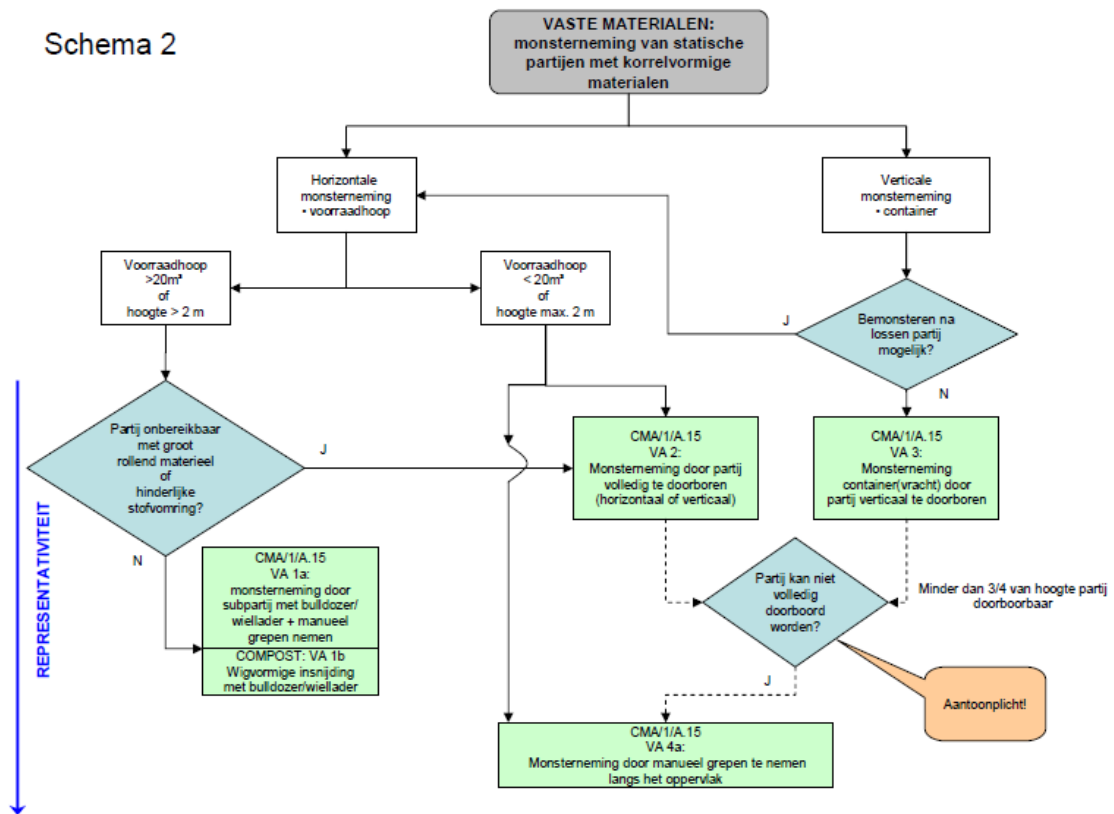 Schema 2
VASTE MATERIALEN:
monsterneming van statische
partijen met korrelvormige
materialen
Horizontale
monsterneming
• voorraadhoop
Verticale
monsterneming
• container
Voorraadhoop
>20m³
of
hoogte > 2 m
Voorraadhoop
< 20m³
of
hoogte max. 2 m
J
Bemonsteren na
lossen partij
mogelijk?
N
Partij onbereikbaar
met groot
rollend materieel
of
hinderlijke
stofvomring?
J
N
CMA/1/A.15
VA 2:
Monsterneming door partij
volledig te doorboren
(horizontaal of verticaal)
CMA/1/A.15
VA 3:
Monsterneming
container(vracht) door
partij verticaal te doorboren
REPRESENTATIVITEIT
CMA/1/A.15
VA 1a:
monsterneming door
subpartij met bulldozer/
wiellader + manueel
grepen nemen
COMPOST: VA 1b
Wigvormige insnijding
met bulldozer/wiellader
Partij kan niet
volledig
doorboord
worden?
Minder dan 3/4 van hoogte partij
doorboorbaar
J
Aantoonplicht!
CMA/1/A.15
VA 4a:
Monsterneming door manueel grepen te nemen
langs het oppervlak